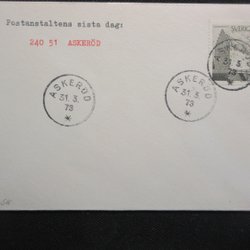 Postanstaltens sista dag:
240 51 ASKERÖD
SVERIGE
ASKERÖD
31. 3.
73
ASKERÖD
31. 3.
73